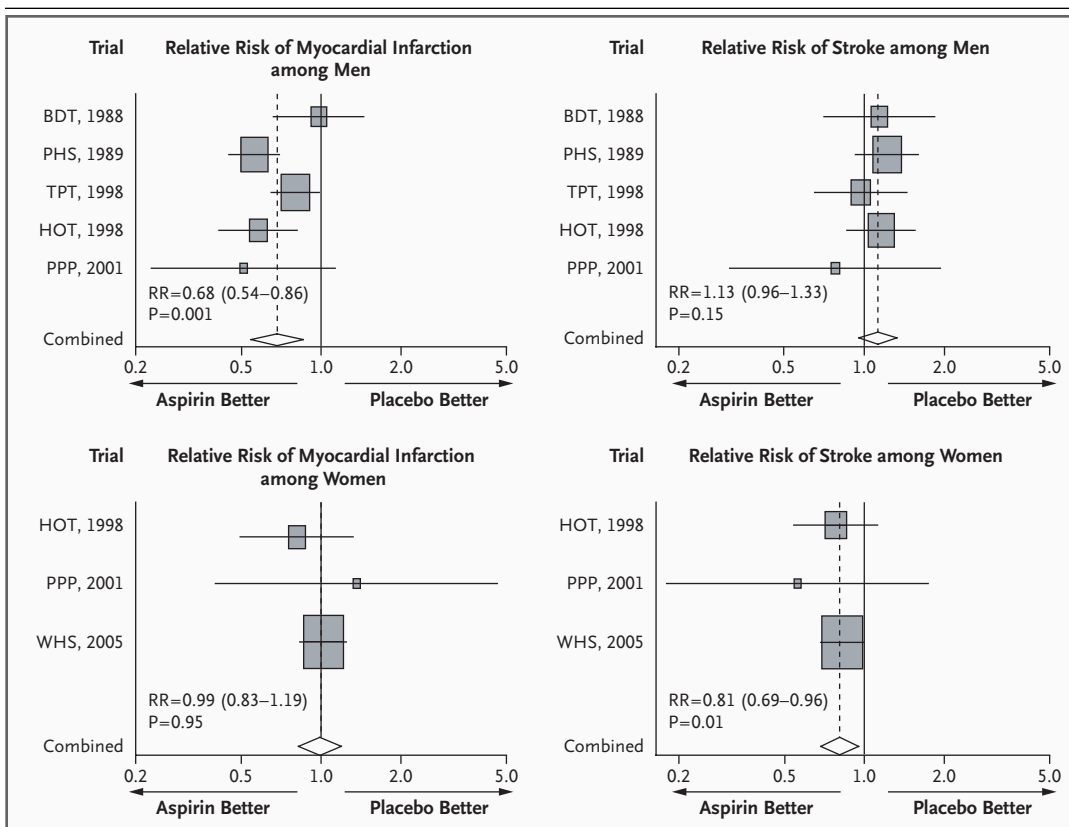 Trial
Relative Risk of Myocardial Infarction
among Men
BDT, 1988
PHS, 1989
TPT, 1998
HOT, 1998
PPP, 2001
RR=0.68 (0.54–0.86)
P=0.001
Combined
0.2 0.5 1.0 2.0 5.0
Aspirin Better Placebo Better
Trial
Relative Risk of Stroke among Men
BDT, 1988
PHS, 1989
TPT, 1998
HOT, 1998
PPP, 2001
RR=1.13 (0.96–1.33)
P=0.15
Combined
0.2 0.5 1.0 2.0 5.0
Aspirin Better Placebo Better
Trial
Relative Risk of Myocardial Infarction
among Women
HOT, 1998
PPP, 2001
WHS, 2005
RR=0.99 (0.83–1.19)
P=0.95
Combined
0.2 0.5 1.0 2.0 5.0
Aspirin Better Placebo Better
Trial
Relative Risk of Stroke among Women
HOT, 1998
PPP, 2001
WHS, 2005
RR=0.81 (0.69–0.96)
P=0.01
Combined
0.2 0.5 1.0 2.0 5.0
Aspirin Better Placebo Better